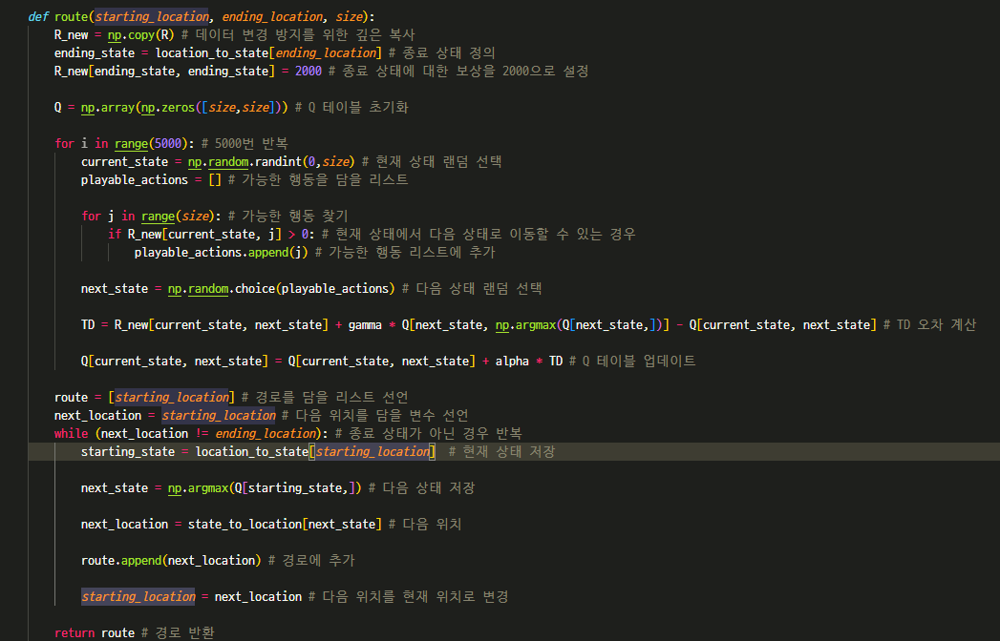 def route(starting_location, ending_location, size):
    R_new = np.copy(R) # 데이터 변경 방지를 위한 깊은 복사
    ending_state = location_to_state[ending_location] # 종료 상태 정의
    R_new[ending_state, ending_state] = 2000 # 종료 상태에 대한 보상을 2000으로 설정

    Q = np.array(np.zeros([size,size])) # Q 테이블 초기화

    for i in range(5000): # 5000번 반복
        current_state = np.random.randint(0,size) # 현재 상태 랜덤 선택
        playable_actions = [] # 가능한 행동을 담을 리스트

        for j in range(size): # 가능한 행동 찾기
            if R_new[current_state, j] > 0: # 현재 상태에서 다음 상태로 이동할 수 있는 경우
                playable_actions.append(j) # 가능한 행동 리스트에 추가

        next_state = np.random.choice(playable_actions) # 다음 상태 랜덤 선택

        TD = R_new[current_state, next_state] + gamma * Q[next_state, np.argmax(Q[next_state,])] - Q[current_state, next_state] # TD 오차 계산

        Q[current_state, next_state] = Q[current_state, next_state] + alpha * TD # Q 테이블 업데이트

    route = [starting_location] # 경로를 담을 리스트 선언
    next_location = starting_location # 다음 위치를 담을 변수 선언
    while (next_location != ending_location): # 종료 상태가 아닌 경우 반복
        starting_state = location_to_state[starting_location]  # 현재 상태 저장

        next_state = np.argmax(Q[starting_state,]) # 다음 상태 저장

        next_location = state_to_location[next_state] # 다음 위치

        route.append(next_location) # 경로에 추가

        starting_location = next_location # 다음 위치를 현재 위치로 변경

    return route # 경로 반환